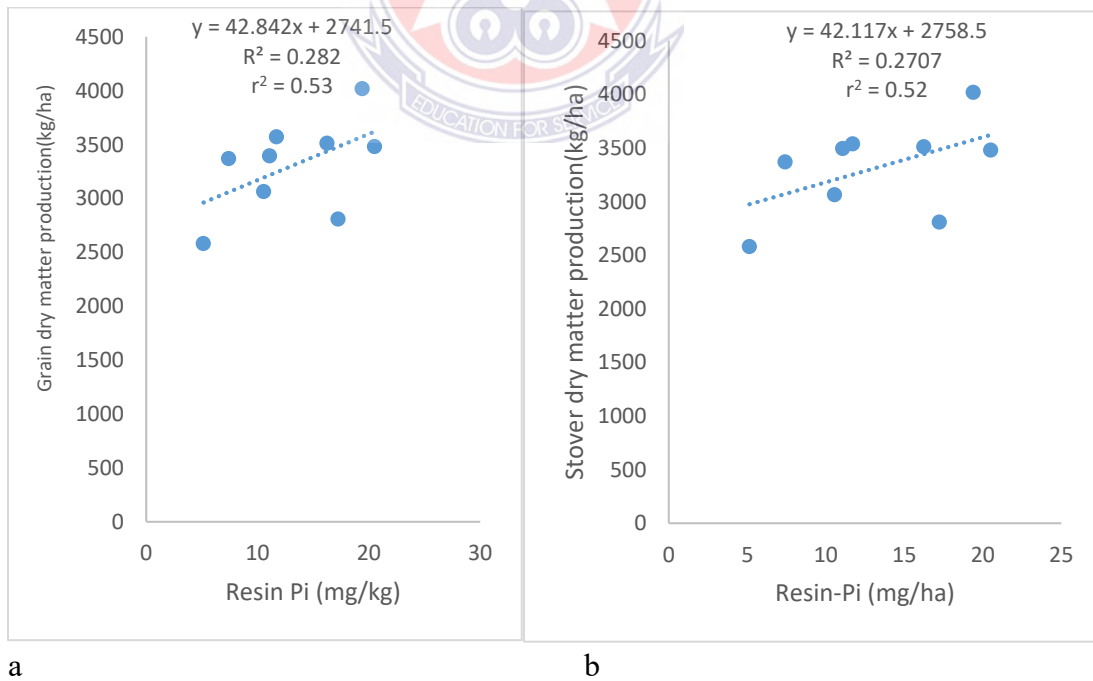 y = 42.842x + 2741.5
R² = 0.282
r² = 0.53
4500
4000
3500
3000
2500
2000
1500
1000
500
0
Grain dry matter production(kg/ha)
0 10 20 30
Resin Pi (mg/kg)
a
y = 42.117x + 2758.5
R² = 0.2707
r² = 0.52
4500
4000
3500
3000
2500
2000
1500
1000
500
0
Stover dry matter production(kg/ha)
0 5 10 15 20 25
Resin-Pi (mg/ha)
b
EDUCATION FOR SERVICE